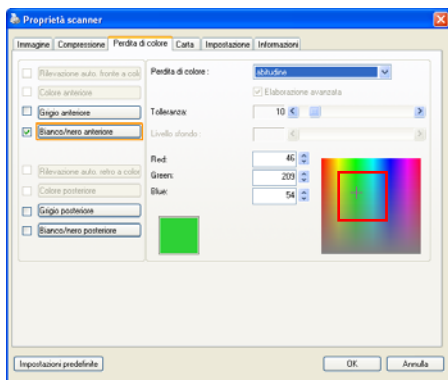 Proprietà scanner
Immagine Compressione Perdita di colore Carta Impostazione Informazioni
Rilevazione auto. fronte a colo
Colore anteriore
Grigio anteriore
Bianco/nero anteriore
Rilevazione auto. retro a color
Colore posteriore
Grigio posteriore
Bianco/nero posteriore
Perdita di colore : abitudine
Elaborazione avanzata
Tolleranza: 10
Livello sfondo :
Red: 46
Green: 209
Blue: 54
Impostazioni predefinite OK Annulla